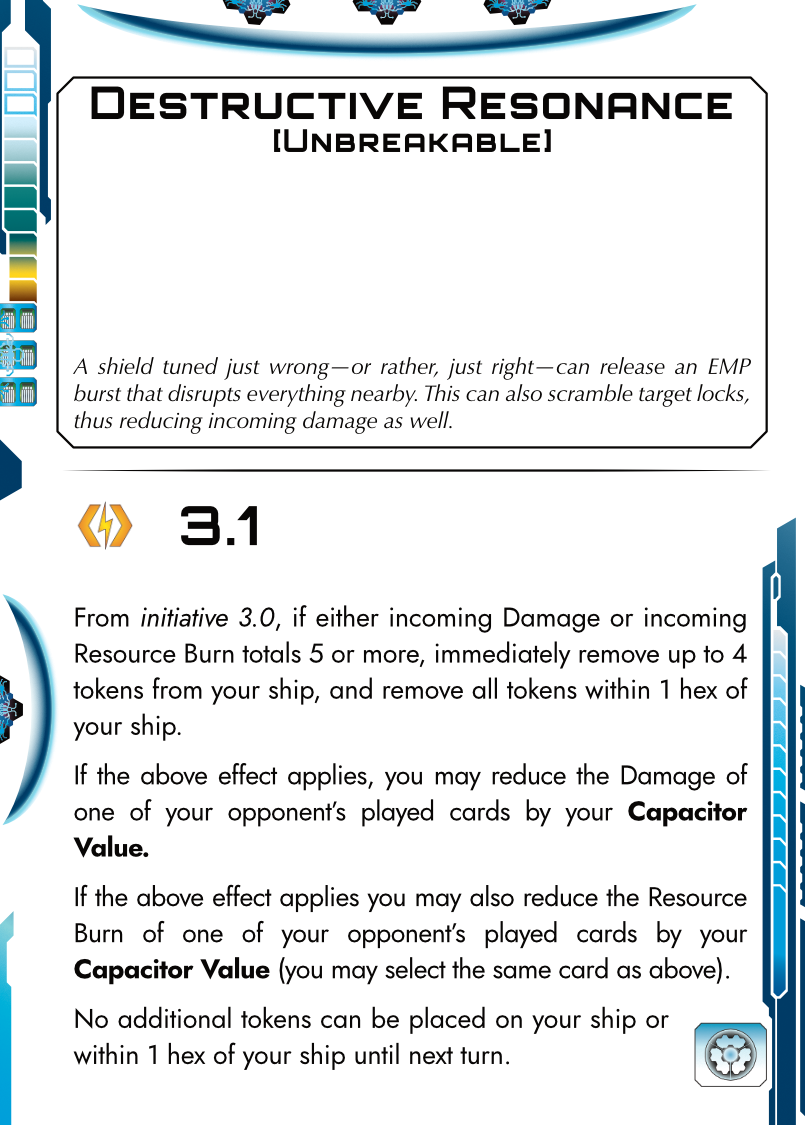 Destructive Resonance
[Unbreakable]
A shield tuned just wrong—or rather, just right—can release an EMP
burst that disrupts everything nearby. This can also scramble target locks,
thus reducing incoming damage as well.
3.1
From initiative 3.0, if either incoming Damage or incoming
Resource Burn totals 5 or more, immediately remove up to 4
tokens from your ship, and remove all tokens within 1 hex of
your ship.
If the above effect applies, you may reduce the Damage of
one of your opponent’s played cards by your Capacitor
Value.
If the above effect applies you may also reduce the Resource
Burn of one of your opponent’s played cards by your
Capacitor Value (you may select the same card as above).
No additional tokens can be placed on your ship or
within 1 hex of your ship until next turn.